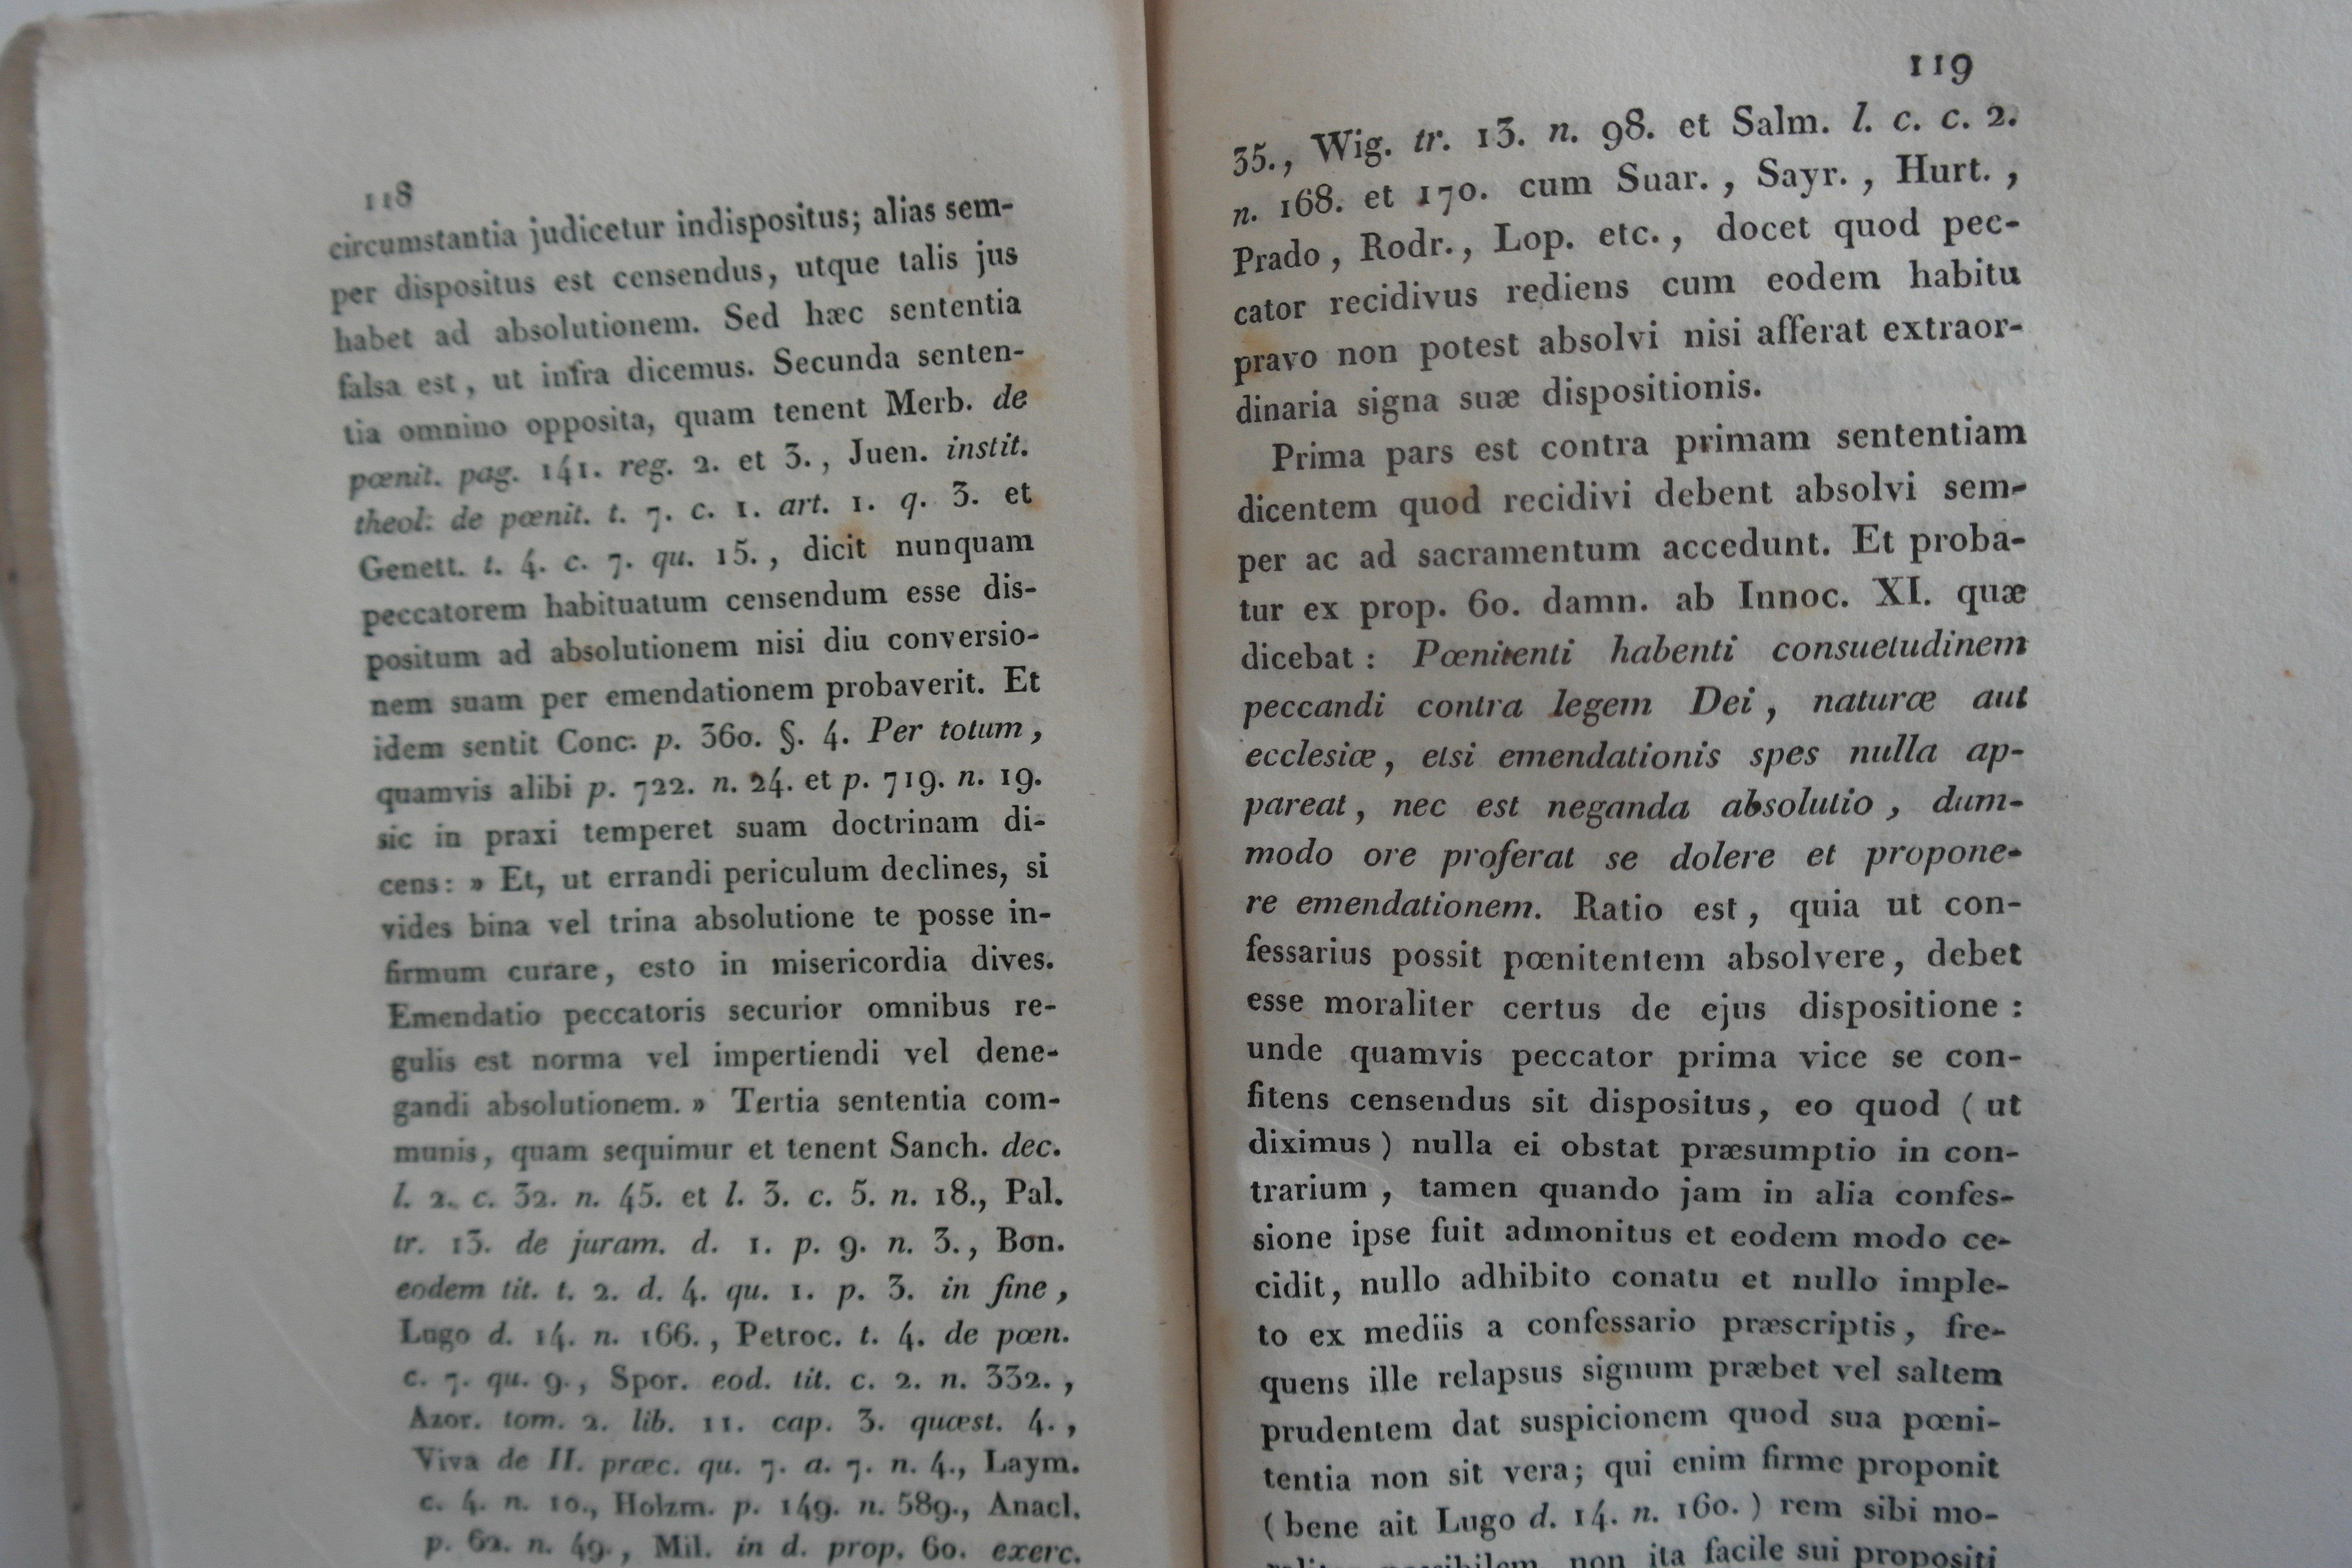 118
circumstantia judicetur indispositus; alias sem-
per dispositus est censendus, utque talis jus
habet ad absolutionem. Sed hæc sententia
falsa est, ut infra dicemus. Secunda senten-
tia omnino opposita, quam tenent Merb. de
pœnit. pag. 141. reg. 2. et 3., Juen. instit.
theol. de pœnit. t. 7. c. 1. art. 1. q. 3. et
Genett. t. 4. c. 7. qu. 15., dicit nunquam
peccatorem habituatum censendum esse dis-
positum ad absolutionem nisi diu conversio-
nem suam per emendationem probaverit. Et
idem sentit Conc. p. 360. §. 4. Per totum,
quamvis alibi p. 722. n. 24. et p. 719. n. 19.
sic in praxi temperet suam doctrinam di-
cens: » Et, ut errandi periculum declines, si
vides bina vel trina absolutione te posse in-
firmum curare, esto in misericordia dives.
Emendatio peccatoris securior omnibus re-
gulis est norma vel impertiendi vel dene-
gandi absolutionem. » Tertia sententia com-
munis, quam sequimur et tenent Sanch. dec.
l. 2. c. 32. n. 45. et l. 3. c. 5. n. 18., Pal.
tr. 13. de juram. d. 1. p. 9. n. 3., Bon.
eodem tit. t. 2. d. 4. qu. 1. p. 3. in fine,
Lugo d. 14. n. 166., Petroc. t. 4. de pœn.
c. 7. qu. 9., Spor. eod. tit. c. 2. n. 332.,
Azor. tom. 2. lib. 11. cap. 3. quæst. 4.,
Viva de II. præc. qu. 7. a. 7. n. 4., Laym.
c. 4. n. 10., Holzm. p. 149. n. 589., Anacl.
p. 62. n. 49., Mil. in d. prop. 60. exerc.
119
35., Wig. tr. 13. n. 98. et Salm. l. c. c. 2.
n. 168. et 170. cum Suar., Sayr., Hurt.,
Prado, Rodr., Lop. etc., docet quod pec-
cator recidivus rediens cum eodem habitu
pravo non potest absolvi nisi afferat extraor-
dinaria signa suæ dispositionis.
Prima pars est contra primam sententiam
dicentem quod recidivi debent absolvi sem-
per ac ad sacramentum accedunt. Et proba-
tur ex prop. 60. damn. ab Innoc. XI. quæ
dicebat: Pœnitenti habenti consuetudinem
peccandi contra legem Dei, naturæ aut
ecclesiæ, etsi emendationis spes nulla ap-
pareat, nec est neganda absolutio, dum-
modo ore proferat se dolere et propone-
re emendationem. Ratio est, quia ut con-
fessarius possit pœnitentem absolvere, debet
esse moraliter certus de ejus dispositione:
unde quamvis peccator prima vice se con-
fitens censendus sit dispositus, eo quod (ut
diximus) nulla ei obstat præsumptio in con-
trarium, tamen quando jam in alia confes-
sione ipse fuit admonitus et eodem modo ce-
cidit, nullo adhibito conatu et nullo imple-
to ex mediis a confessario præscriptis, fre-
quens ille relapsus signum præbet vel saltem
prudentem dat suspicionem quod sua pœni-
tentia non sit vera; qui enim firme proponit
(bene ait Lugo d. 14. n. 160.) rem sibi mo-
non ita facile sui propositi